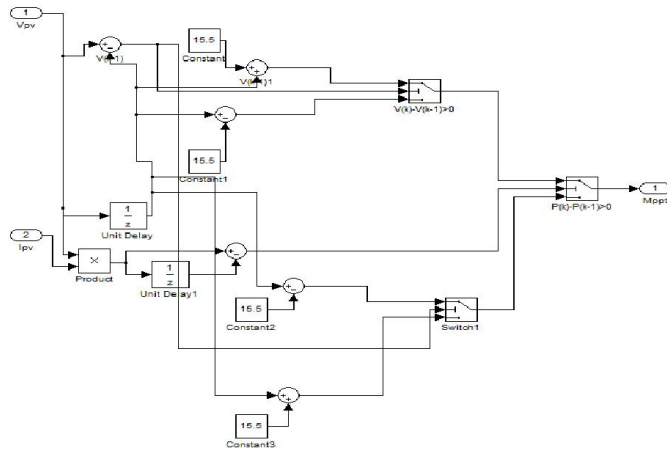 1
Vpv
15.5
Constant
V(k-1)1
V(k)-V(k-1)>0
15.5
Constant1
P(k)-P(k-1)>0
1
Mppt
1
z
Unit Delay
2
Ipv
×
Product
1
z
Unit Delay1
15.5
Constant2
Switch1
15.5
Constant3